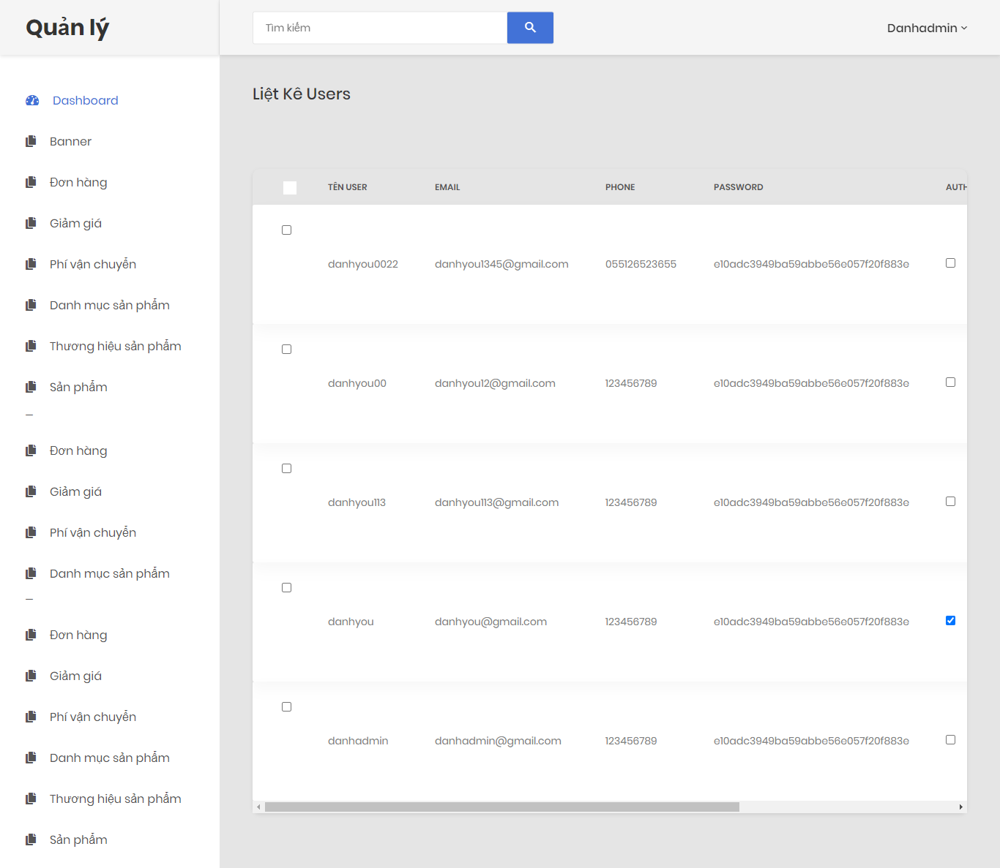 Quản lý
Tìm kiếm
Danhadmin
Dashboard
Banner
Đơn hàng
Giảm giá
Phí vận chuyển
Danh mục sản phẩm
Thương hiệu sản phẩm
Sản phẩm
–
Đơn hàng
Giảm giá
Phí vận chuyển
Danh mục sản phẩm
–
Đơn hàng
Giảm giá
Phí vận chuyển
Danh mục sản phẩm
Thương hiệu sản phẩm
Sản phẩm
Liệt Kê Users
TÊN USER EMAIL PHONE PASSWORD AUTH
danhyou0022 danhyou1345@gmail.com 055126523655 e10adc3949ba59abbe56e057f20f883e
danhyou00 danhyou12@gmail.com 123456789 e10adc3949ba59abbe56e057f20f883e
danhyou113 danhyou113@gmail.com 123456789 e10adc3949ba59abbe56e057f20f883e
danhyou danhyou@gmail.com 123456789 e10adc3949ba59abbe56e057f20f883e
danhadmin danhadmin@gmail.com 123456789 e10adc3949ba59abbe56e057f20f883e